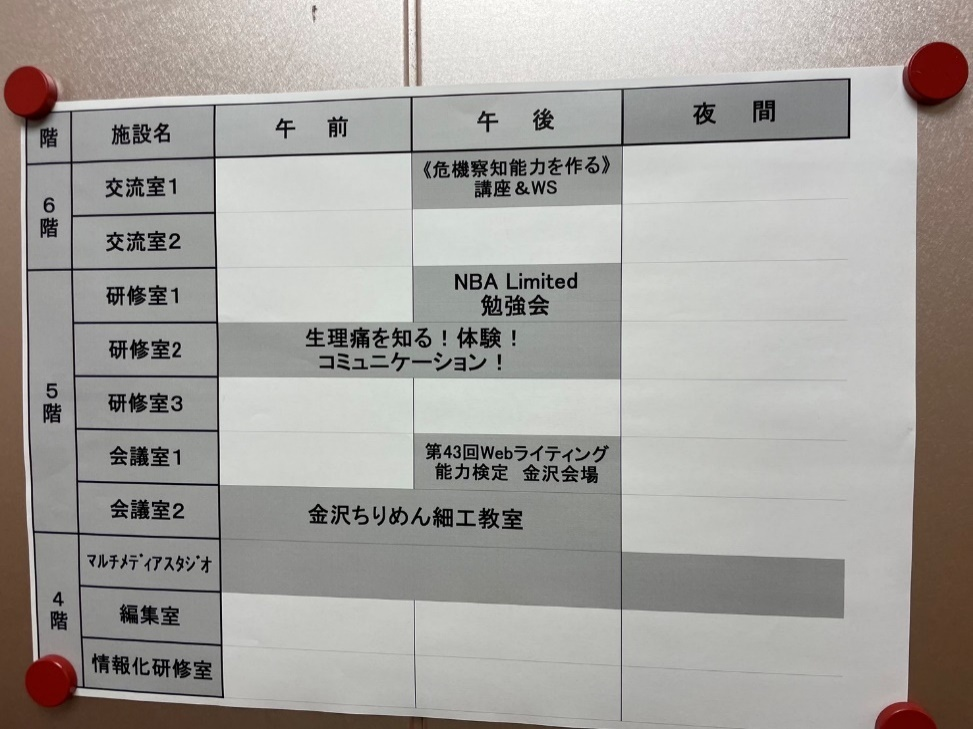 階 施設名 午 前 午 後 夜 間
6階
交流室1 《危機察知能力を作る》
講座&WS
交流室2
5階
研修室1 NBA Limited
勉強会
研修室2 生理痛を知る！体験！
コミュニケーション！
研修室3
会議室1 第43回Webライティング
能力検定 金沢会場
会議室2 金沢ちりめん細工教室
4階
マルチメディアスタジオ
編集室
情報化研修室